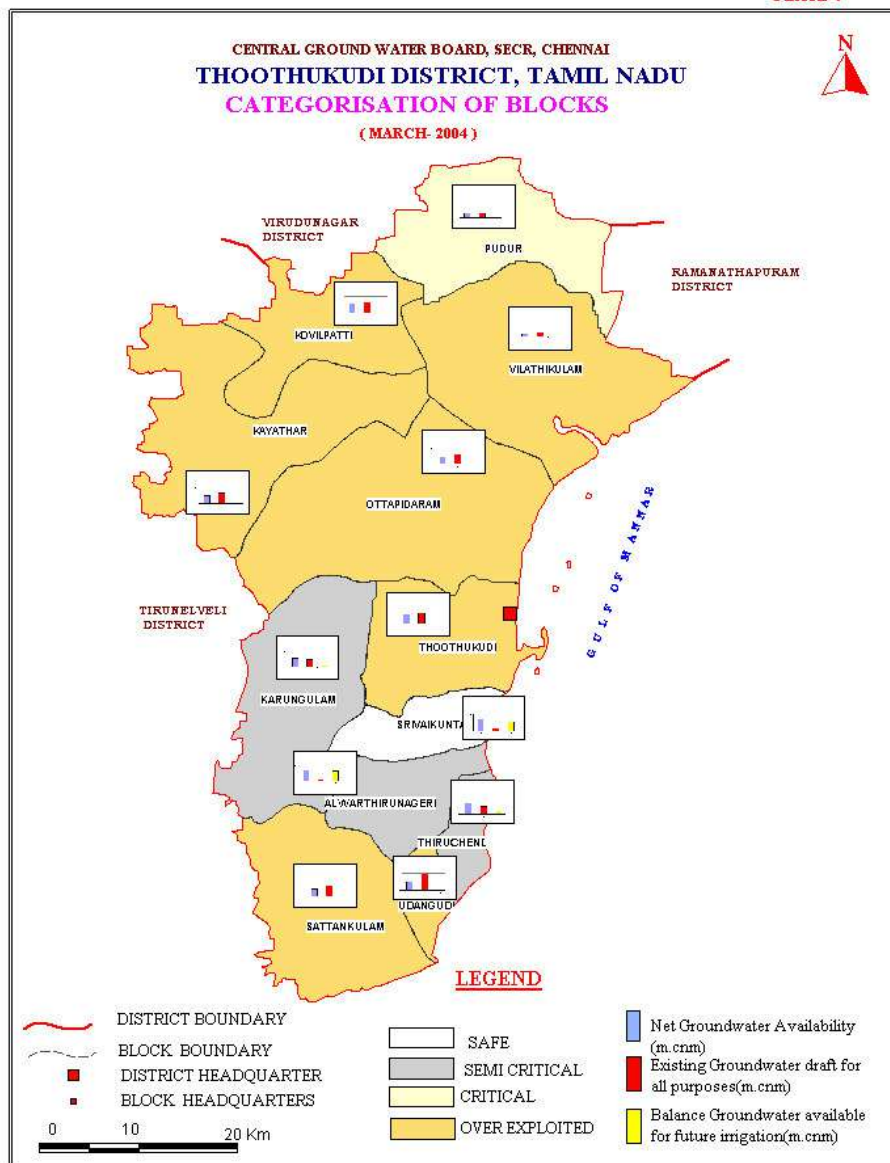 CENTRAL GROUND WATER BOARD, SECR, CHENNAI
THOOTHUKUDI DISTRICT, TAMIL NADU
CATEGORISATION OF BLOCKS
( MARCH- 2004 )
N
VIRUDUNAGAR
DISTRICT
PUDUR
RAMANATHAPURAM
DISTRICT
KOVILPATTI
VILATHIKULAM
KAYATHAR
OTTAPIDARAM
GULF OF MANNAR
TIRUNELVELI
DISTRICT
THOOTHUKUDI
KARUNGULAM
SRIVAIKUNTA
ALWARTHIRUNAGERI
THIRUCHEND
UDANGUDI
SATTANKULAM
LEGEND
DISTRICT BOUNDARY
BLOCK BOUNDARY
DISTRICT HEADQUARTER
BLOCK HEADQUARTERS
0 10 20 Km
SAFE
SEMI CRITICAL
CRITICAL
OVER EXPLOITED
Net Groundwater Availability
(m.cnm)
Existing Groundwater draft for
all purposes(m.cnm)
Balance Groundwater available
for future irrigation(m.cnm)